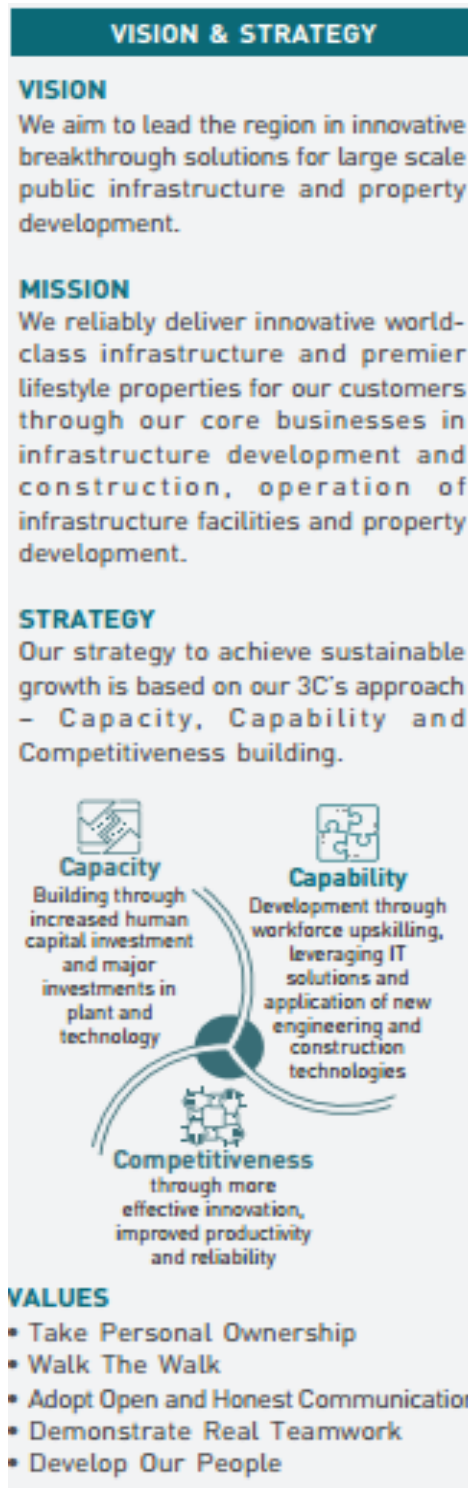 VISION & STRATEGY
VISION
We aim to lead the region in innovative
breakthrough solutions for large scale
public infrastructure and property
development.
MISSION
We reliably deliver innovative world-
class infrastructure and premier
lifestyle properties for our customers
through our core businesses in
infrastructure development and
construction, operation of
infrastructure facilities and property
development.
STRATEGY
Our strategy to achieve sustainable
growth is based on our 3C's approach
– Capacity, Capability and
Competitiveness building.
Capacity
Building through
increased human
capital investment
and major
investments in
plant and
technology
Capability
Development through
workforce upskilling,
leveraging IT
solutions and
application of new
engineering and
construction
technologies
Competitiveness
through more
effective innovation,
improved productivity
and reliability
VALUES
• Take Personal Ownership
• Walk The Walk
• Adopt Open and Honest Communication
• Demonstrate Real Teamwork
• Develop Our People